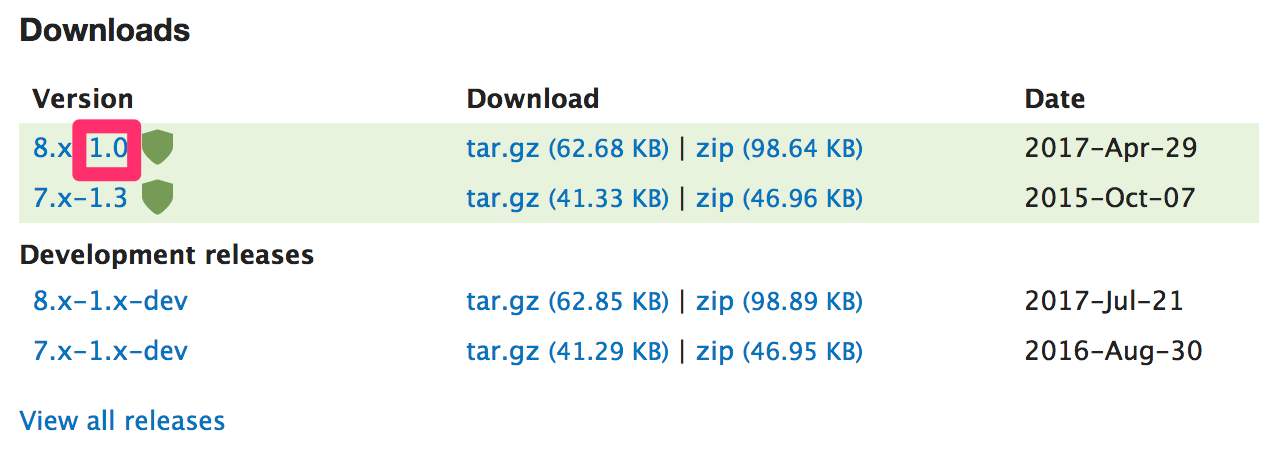 Downloads
Version Download Date
8.x-1.0 tar.gz (62.68 KB) | zip (98.64 KB) 2017-Apr-29
7.x-1.3 tar.gz (41.33 KB) | zip (46.96 KB) 2015-Oct-07
Development releases
8.x-1.x-dev tar.gz (62.85 KB) | zip (98.89 KB) 2017-Jul-21
7.x-1.x-dev tar.gz (41.29 KB) | zip (46.95 KB) 2016-Aug-30
View all releases